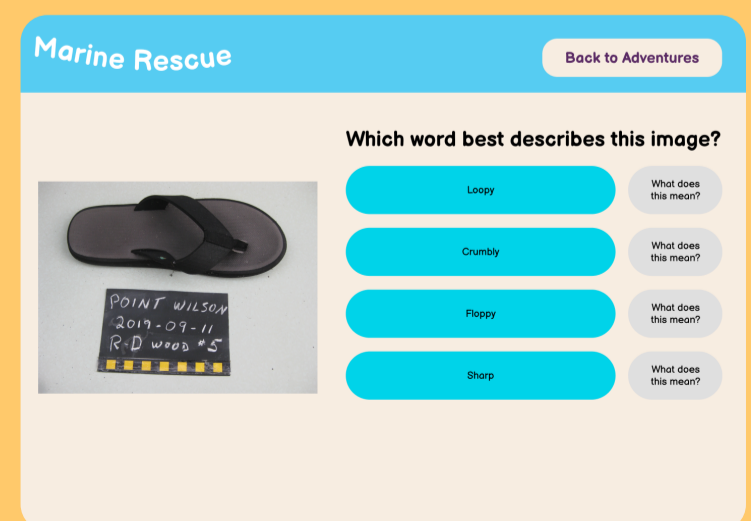 Marine Rescue
Back to Adventures
Which word best describes this image?
POINT WILSON
2019-09-11
R-D WOOD #5
Loopy
What does
this mean?
Crumbly
What does
this mean?
Floppy
What does
this mean?
Sharp
What does
this mean?